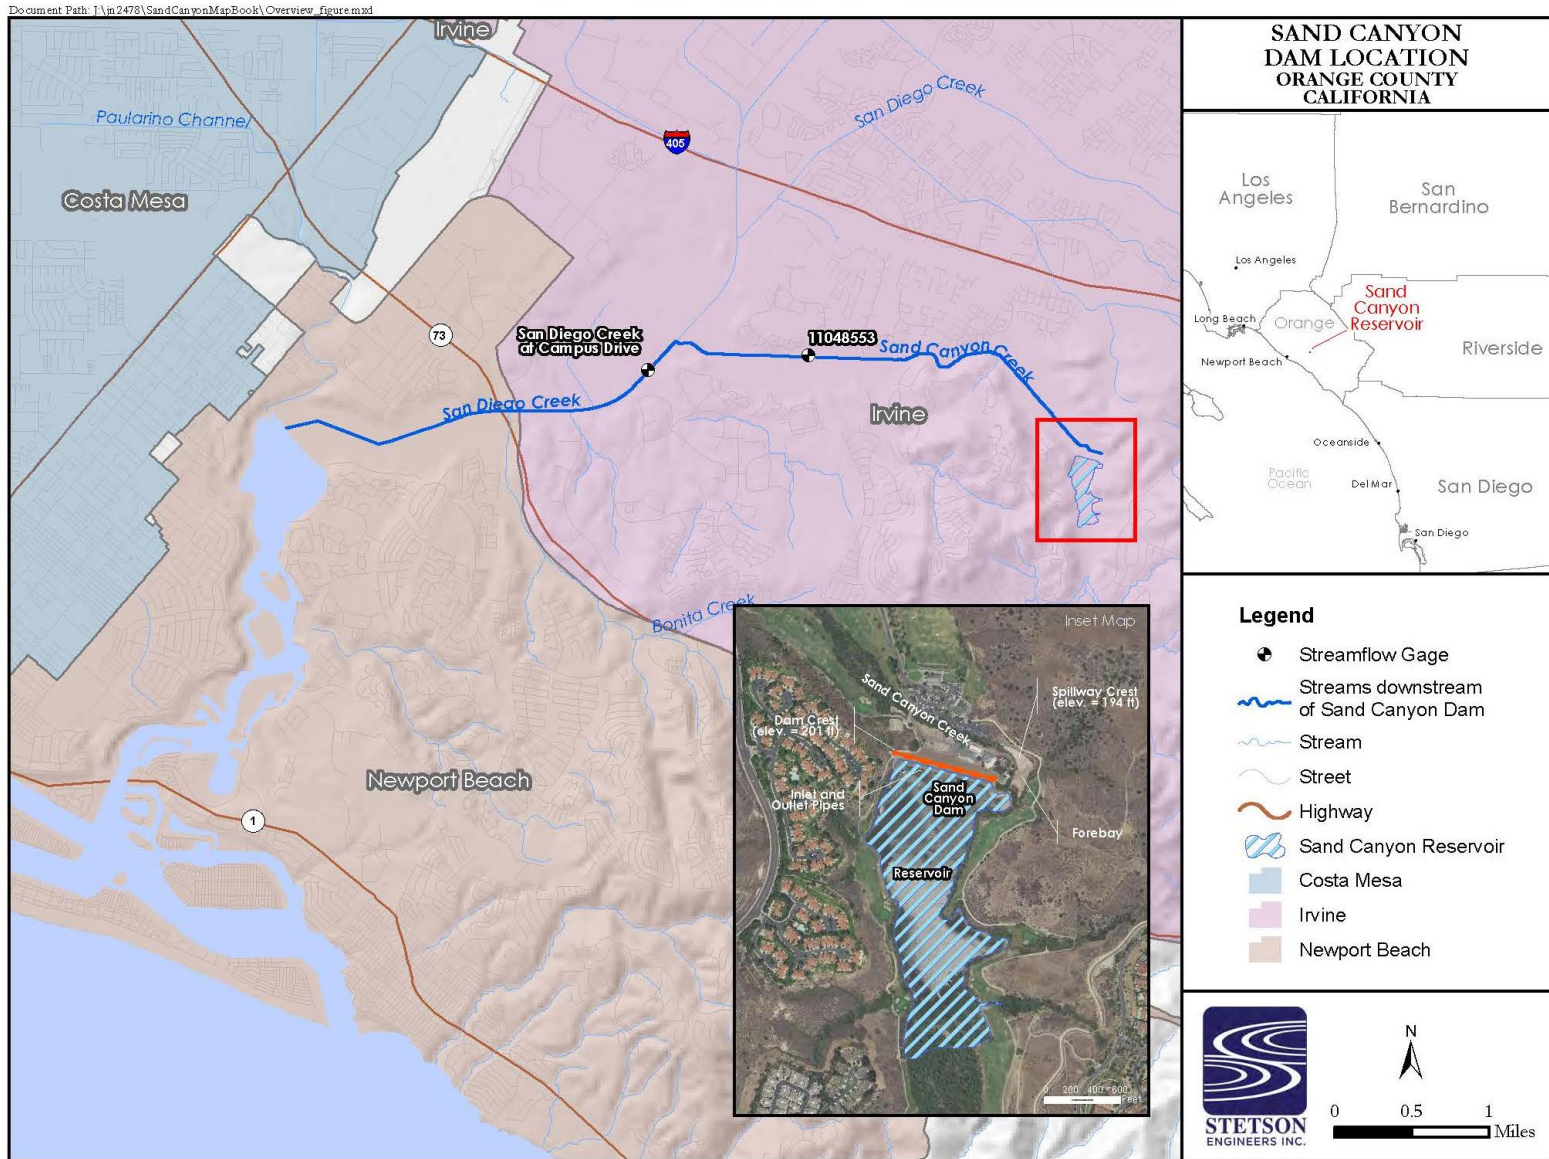 Document Path: J:\jn2478\SandCanyonMapBook\Overview_figure.mxd
Irvine
Paularino Channel
Costa Mesa
San Diego Creek
405
73
San Diego Creek
at Campus Drive
11048553
Sand Canyon Creek
San Diego Creek
Irvine
Bonita Creek
Newport Beach
1
Inset Map
Sand Canyon Creek
Spillway Crest
(elev. = 194 ft)
Dam Crest
(elev. = 201 ft)
Inlet and
Outlet Pipes
Sand
Canyon
Dam
Forebay
Reservoir
0 200 400 600
Feet
SAND CANYON
DAM LOCATION
ORANGE COUNTY
CALIFORNIA
Los
Angeles
San
Bernardino
Los Angeles
Sand
Canyon
Reservoir
Long Beach
Orange
Riverside
Newport Beach
Oceanside
Pacific
Ocean
Del Mar
San Diego
San Diego
Legend
Streamflow Gage
Streams downstream
of Sand Canyon Dam
Stream
Street
Highway
Sand Canyon Reservoir
Costa Mesa
Irvine
Newport Beach
STETSON
ENGINEERS INC.
N
0 0.5 1
Miles